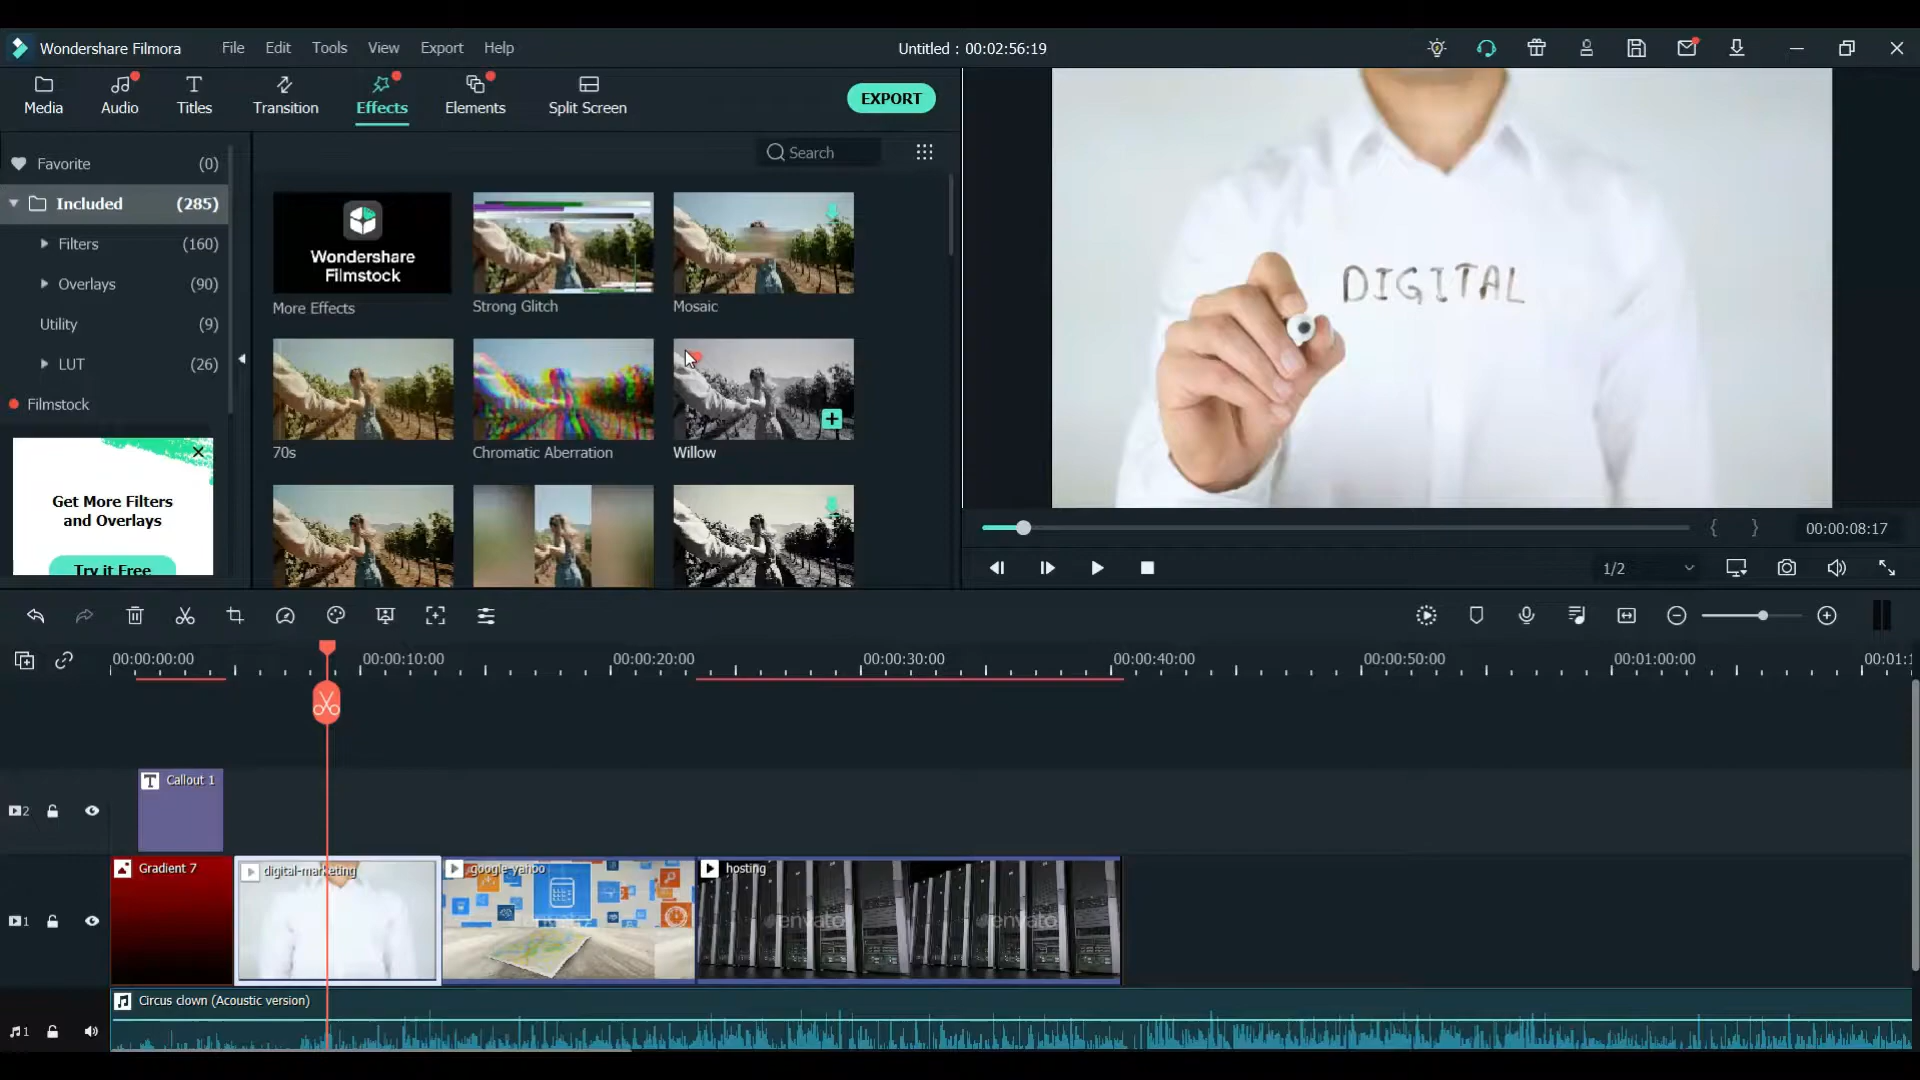 Wondershare Filmora File Edit Tools View Export Help Untitled : 00:02:56:19
Media Audio Titles Transition Effects Elements Split Screen EXPORT
Search
Favorite (0)
Included (285)
Filters (160)
Overlays (90)
Utility (9)
LUT (26)
Filmstock
Get More Filters
and Overlays
Try it Free
Wondershare
Filmstock
More Effects Strong Glitch Mosaic
70s Chromatic Aberration Willow
DIGITAL
00:00:08:17
1/2
00:00:00:00 00:00:10:00 00:00:20:00 00:00:30:00 00:00:40:00 00:00:50:00 00:01:00:00 00:01:1
2
T Callout 1
1
Gradient 7 digital-marketing google-yahoo hosting
envato envato envato
1
Circus clown (Acoustic version)